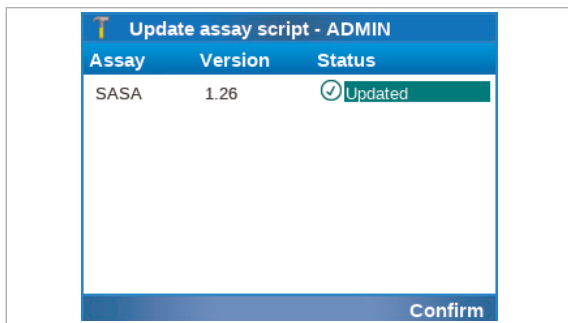 Update assay script - ADMIN
Assay Version Status
SASA 1.26 Updated
Confirm